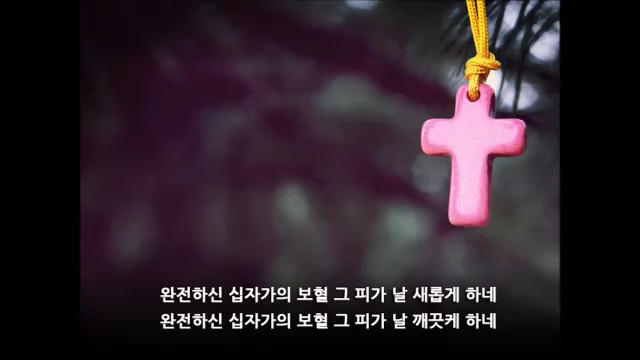 완전하신 십자가의 보혈 그 피가 날 새롭게 하네
완전하신 십자가의 보혈 그 피가 날 깨끗케 하네